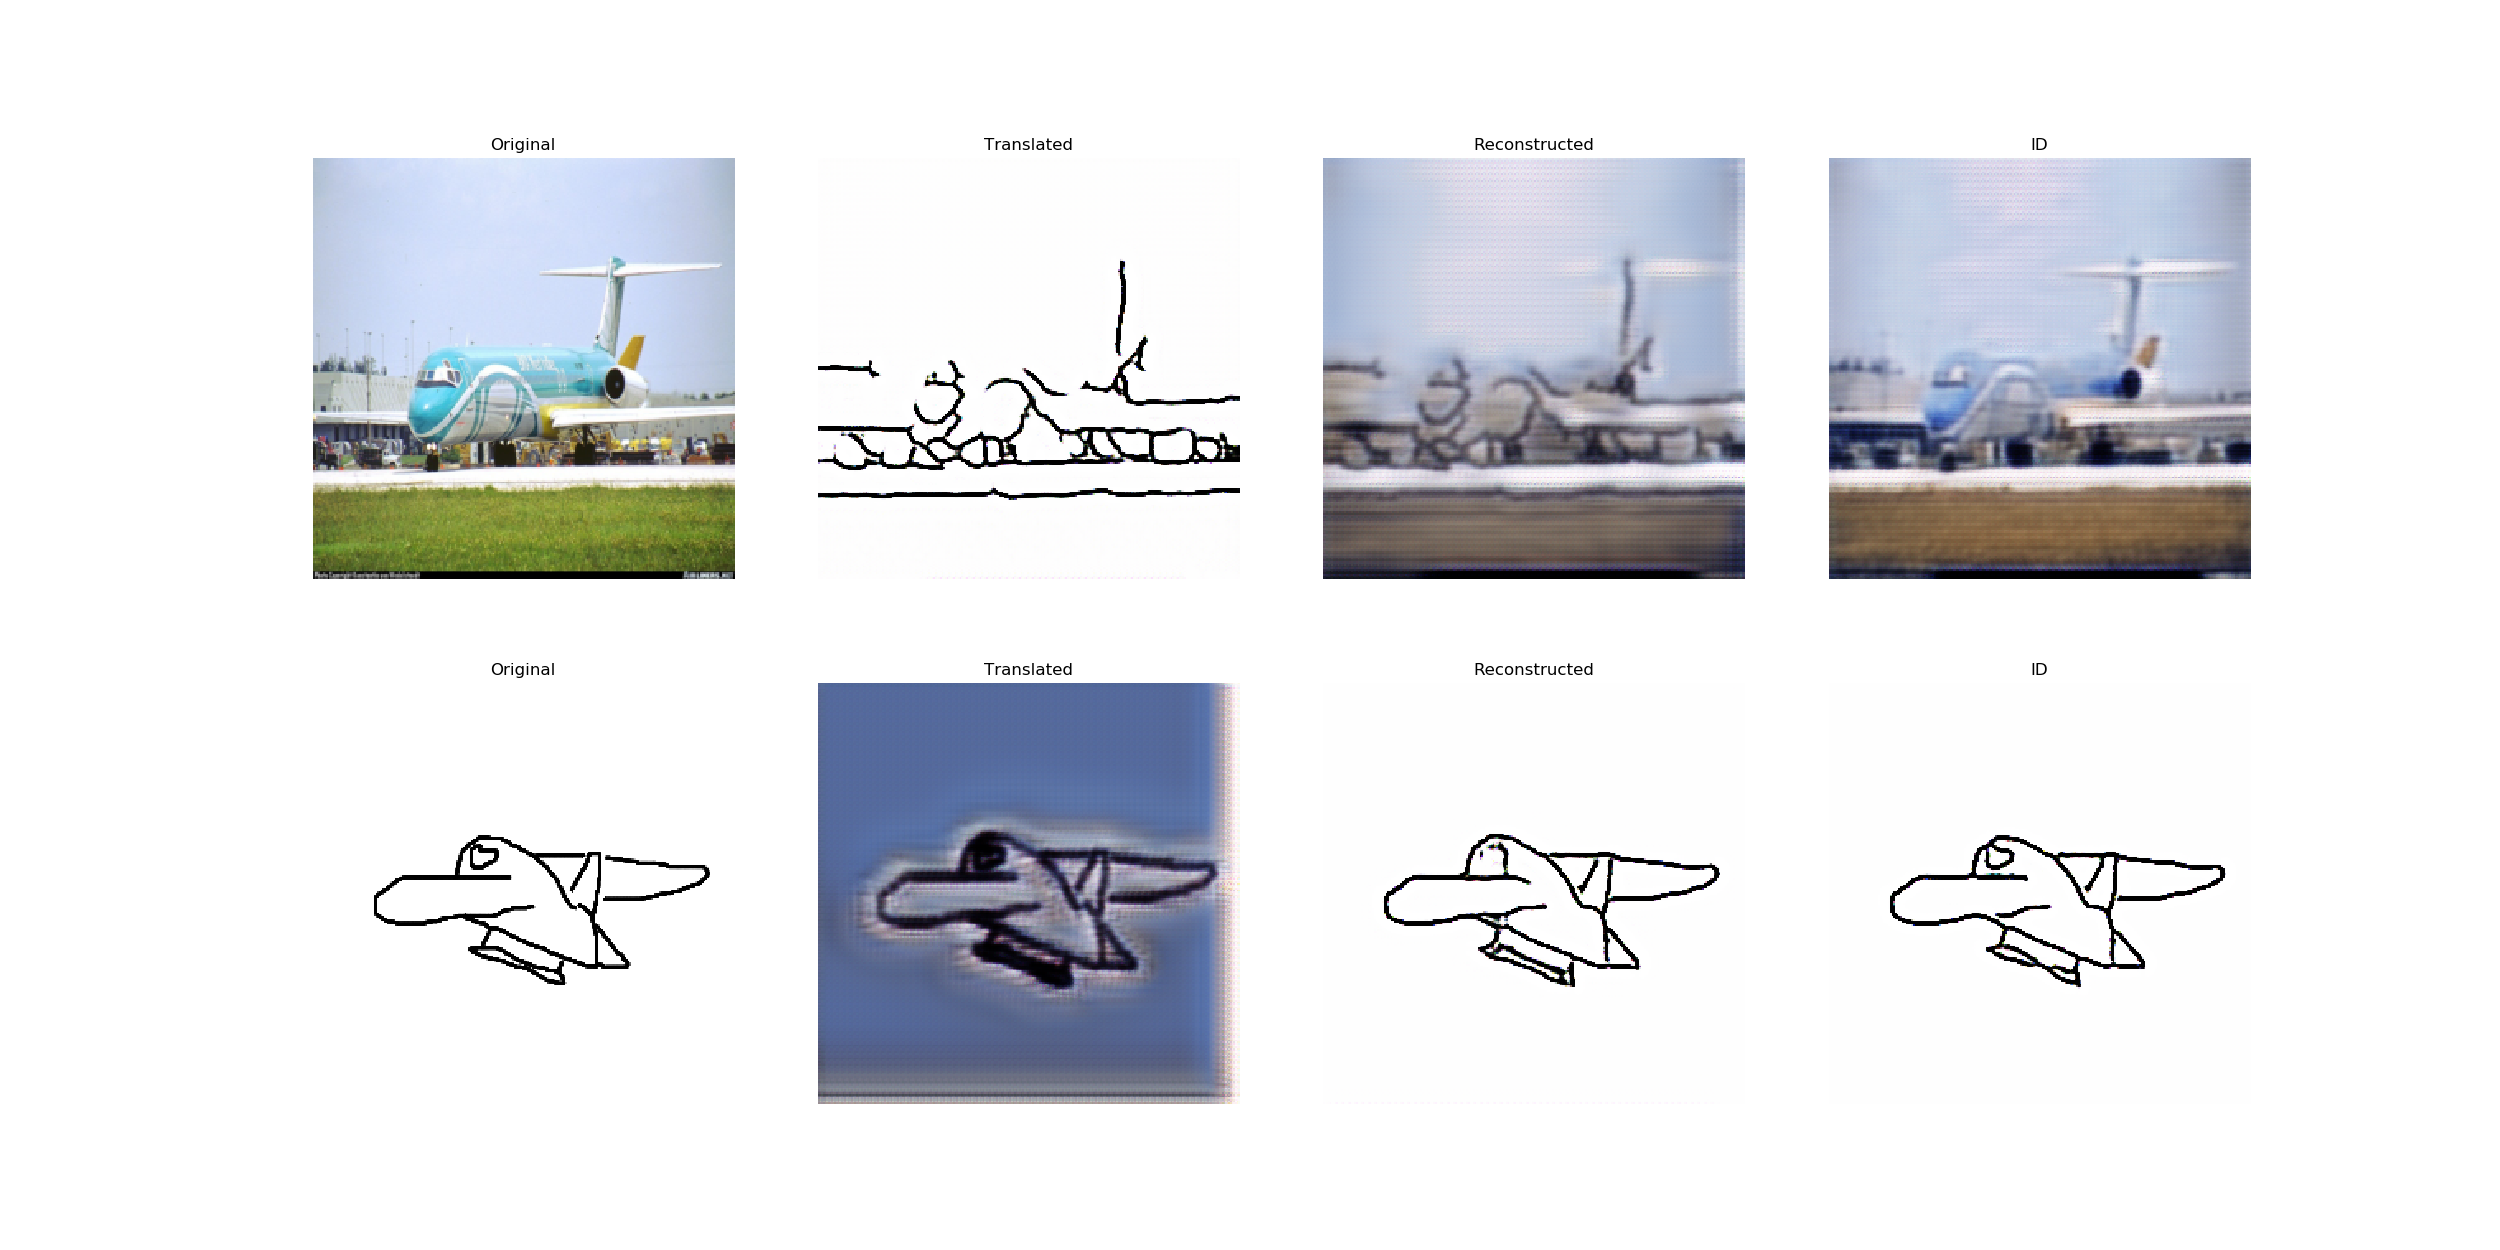 Original
Translated
Reconstructed
ID
Original
Translated
Reconstructed
ID